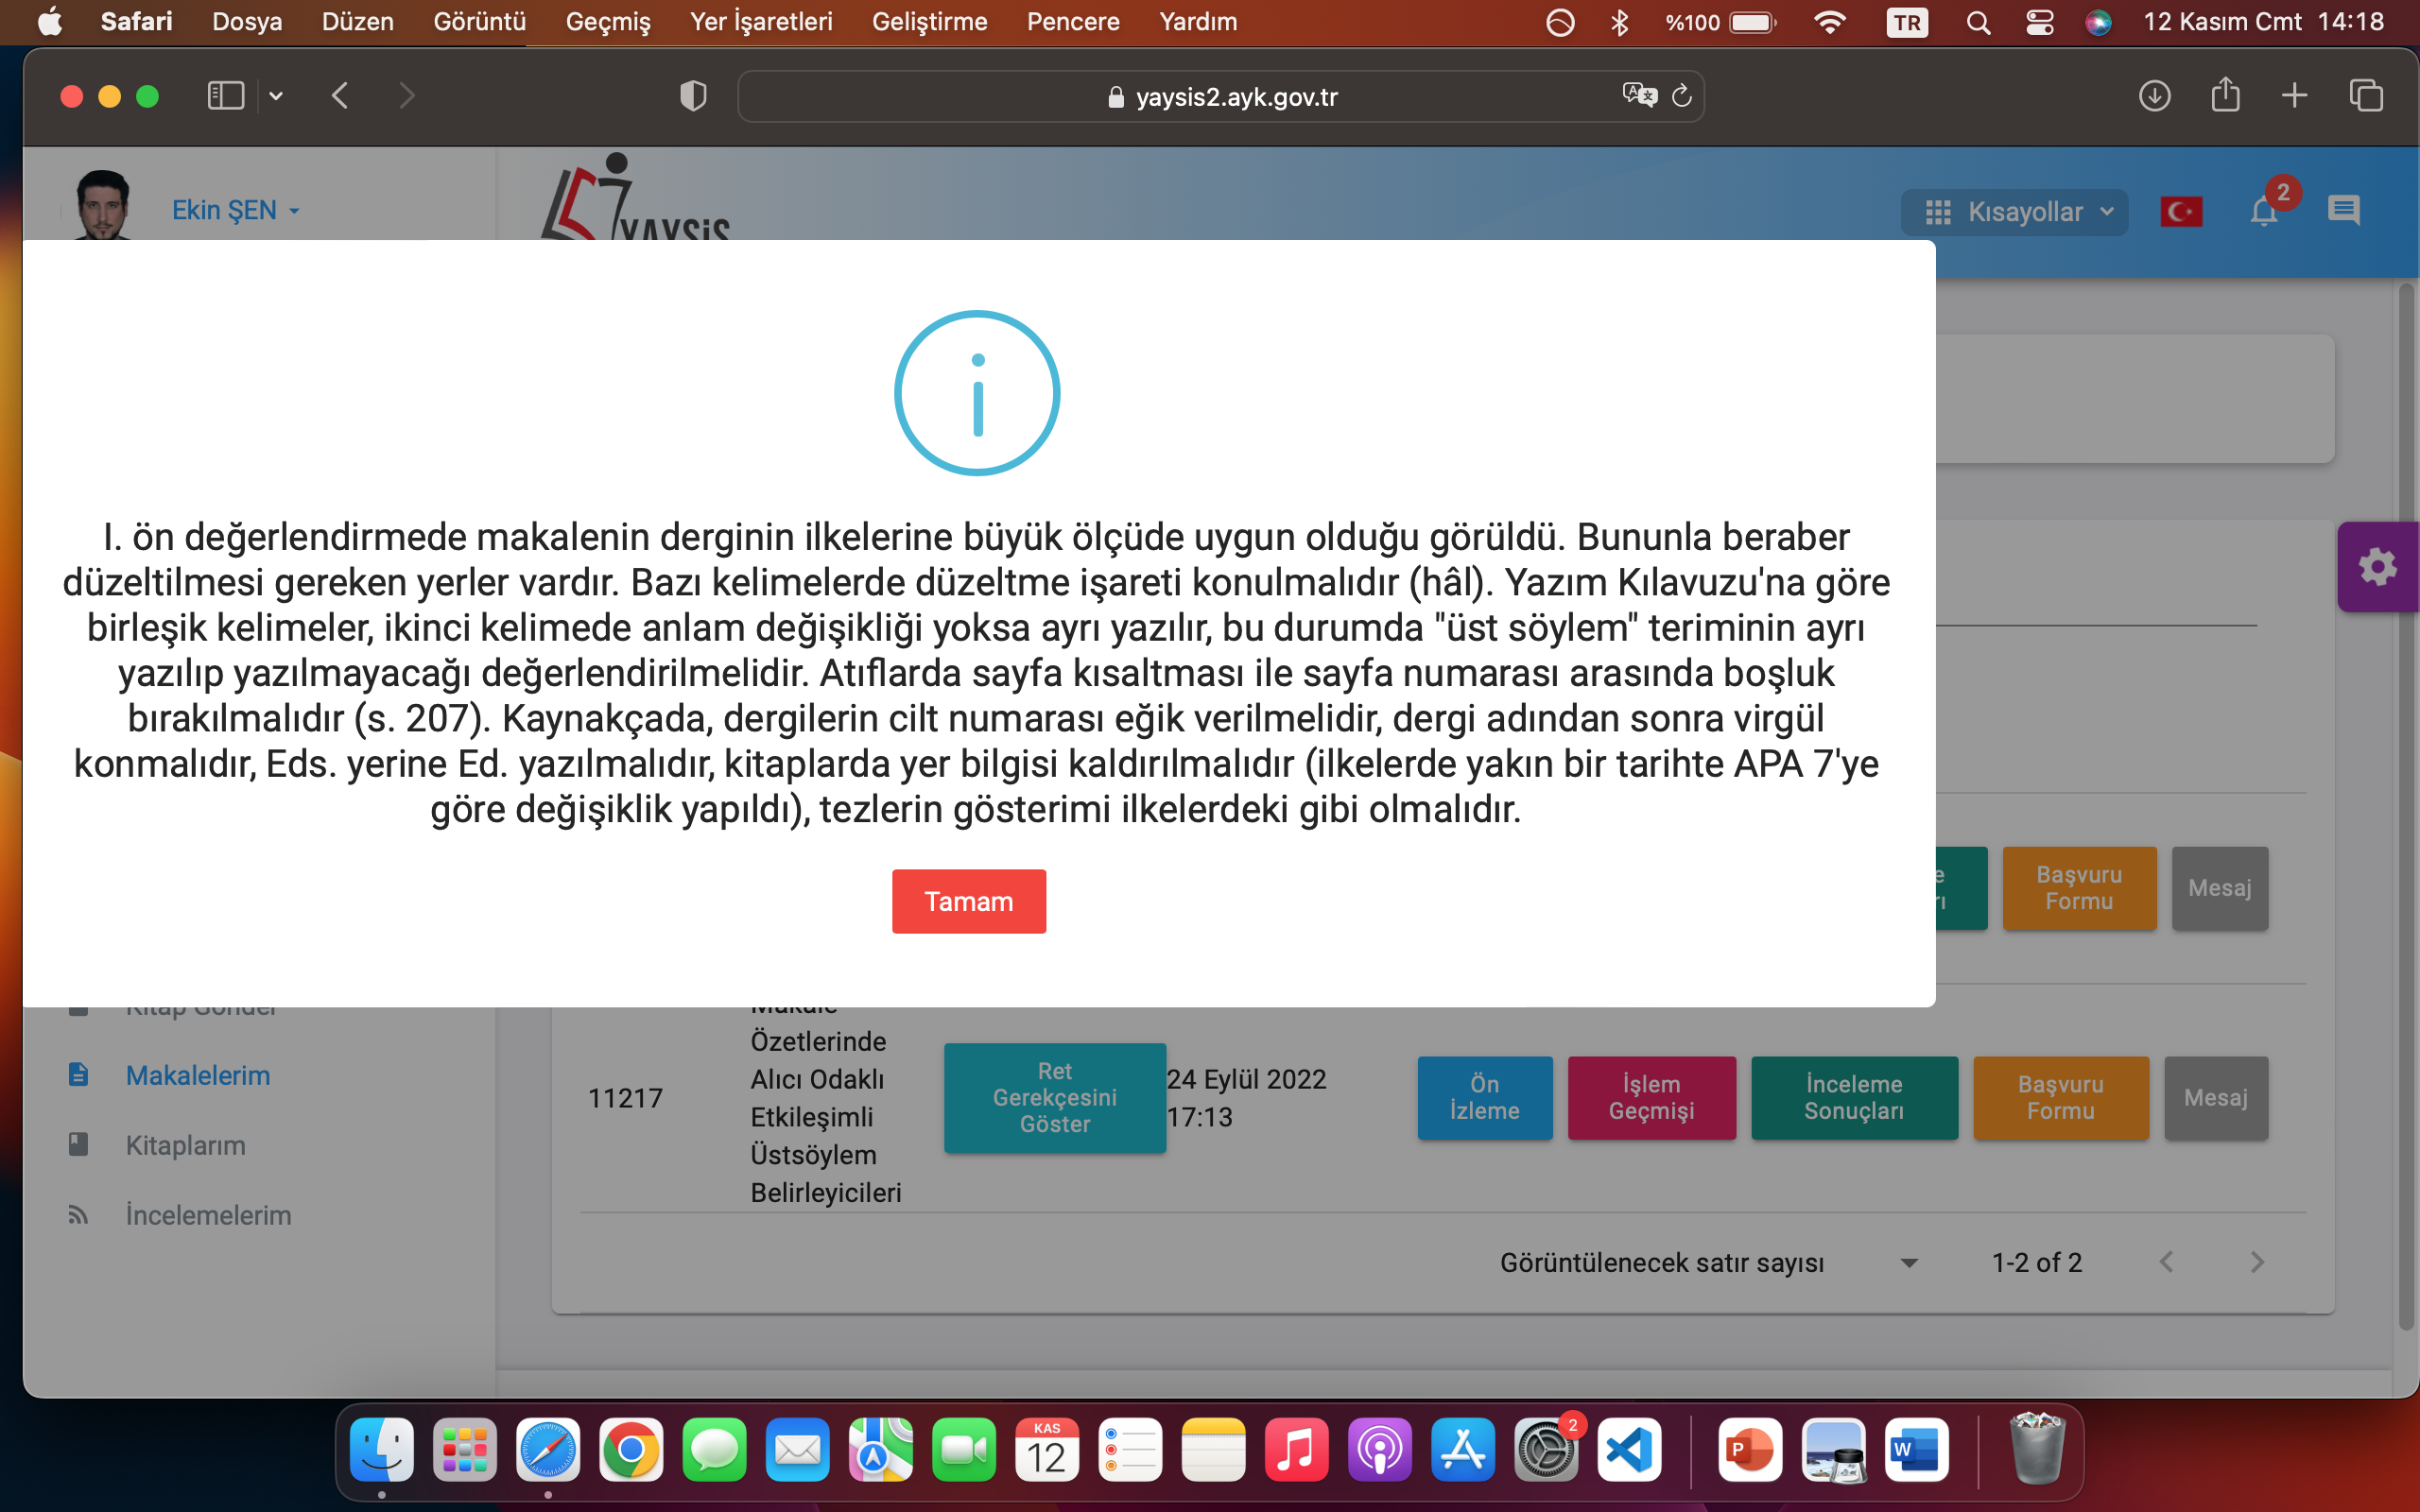 Safari Dosya Düzen Görüntü Geçmiş Yer İşaretleri Geliştirme Pencere Yardım %100 TR 12 Kasım Cmt 14:18
yaysis2.ayk.gov.tr
Ekin ŞEN
YAYSİS
Kısayollar
2
I. ön değerlendirmede makalenin derginin ilkelerine büyük ölçüde uygun olduğu görüldü. Bununla beraber
düzeltilmesi gereken yerler vardır. Bazı kelimelerde düzeltme işareti konulmalıdır (hâl). Yazım Kılavuzu'na göre
birleşik kelimeler, ikinci kelimede anlam değişikliği yoksa ayrı yazılır, bu durumda "üst söylem" teriminin ayrı
yazılıp yazılmayacağı değerlendirilmelidir. Atıflarda sayfa kısaltması ile sayfa numarası arasında boşluk
bırakılmalıdır (s. 207). Kaynakçada, dergilerin cilt numarası eğik verilmelidir, dergi adından sonra virgül
konmalıdır, Eds. yerine Ed. yazılmalıdır, kitaplarda yer bilgisi kaldırılmalıdır (ilkelerde yakın bir tarihte APA 7'ye
göre değişiklik yapıldı), tezlerin gösterimi ilkelerdeki gibi olmalıdır.
Tamam
Başvuru
Formu
Mesaj
Kitap Gönder
Makalelerim
Kitaplarım
İncelemelerim
11217
Makale
Özetlerinde
Alıcı Odaklı
Etkileşimli
Üstsöylem
Belirleyicileri
Ret
Gerekçesini
Göster
24 Eylül 2022
17:13
Ön
İzleme
İşlem
Geçmişi
İnceleme
Sonuçları
Başvuru
Formu
Mesaj
Görüntülenecek satır sayısı 1-2 of 2
KAS
12
2
P
W